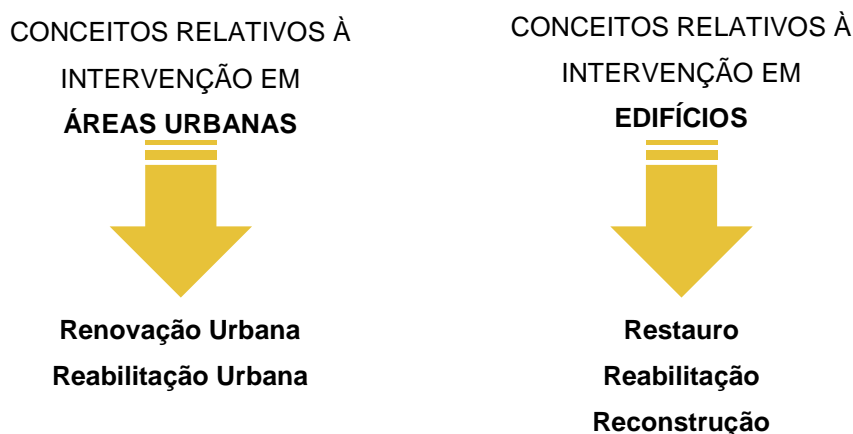 CONCEITOS RELATIVOS À
INTERVENÇÃO EM
ÁREAS URBANAS
Renovação Urbana
Reabilitação Urbana
CONCEITOS RELATIVOS À
INTERVENÇÃO EM
EDIFÍCIOS
Restauro
Reabilitação
Reconstrução